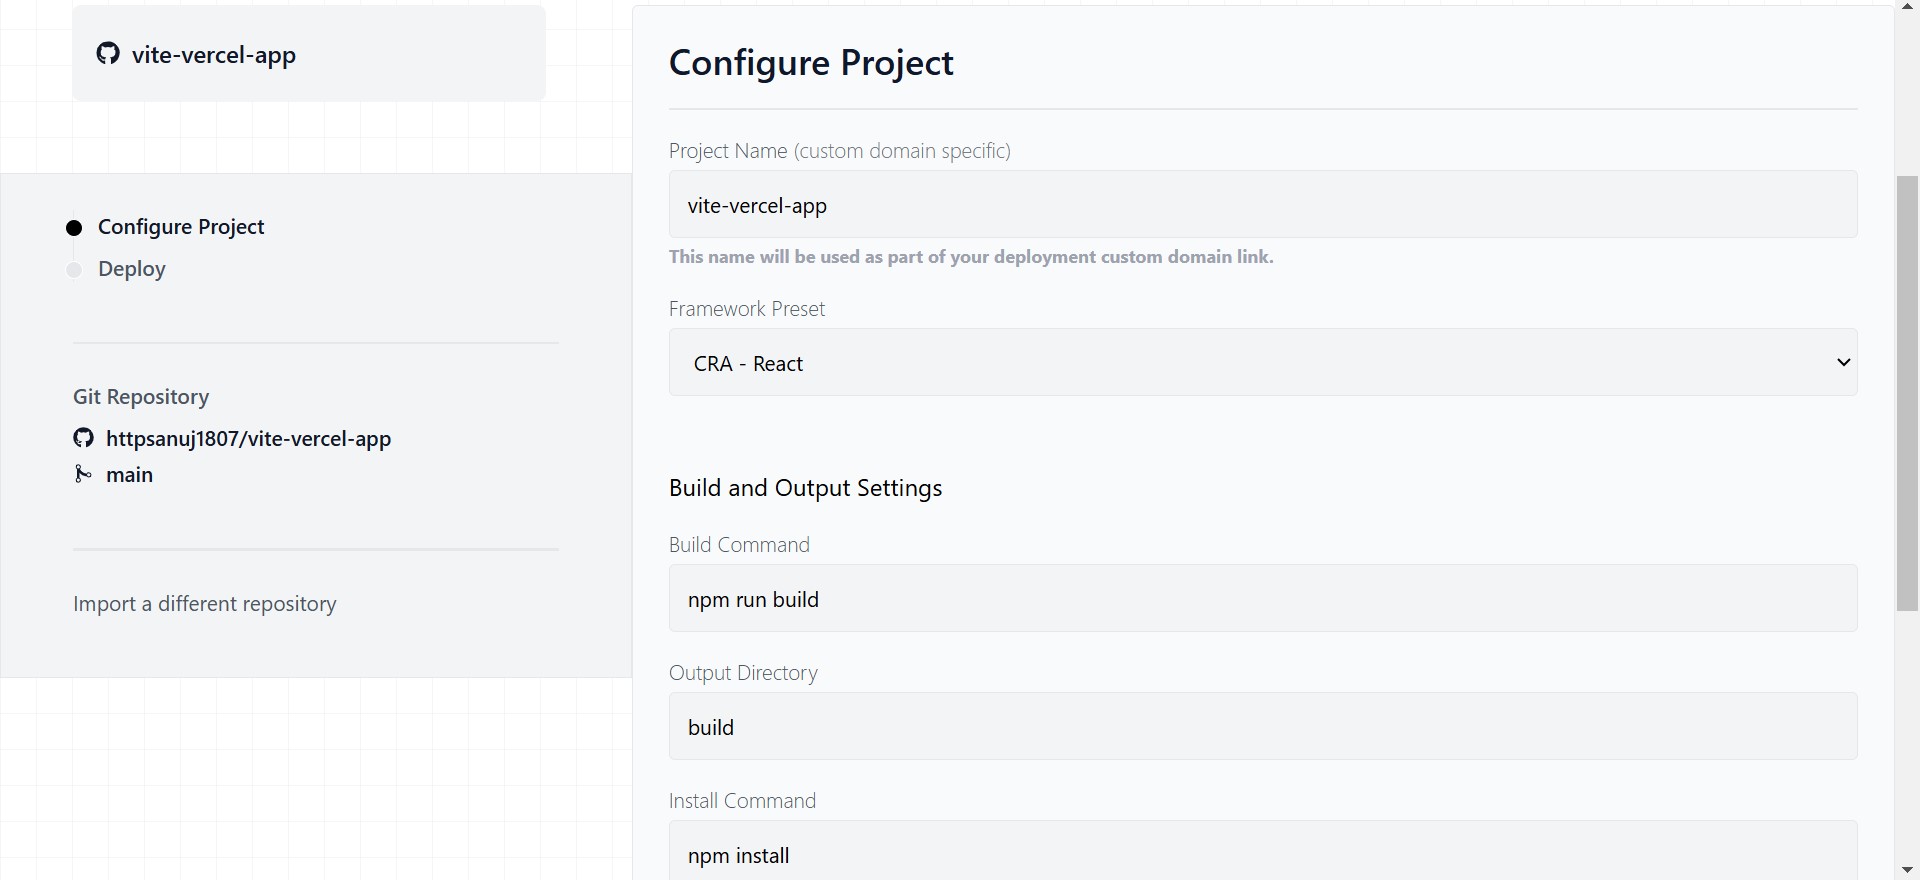 vite-vercel-app
Configure Project
Deploy
Git Repository
httpsanuj1807/vite-vercel-app
main
Import a different repository
Configure Project
Project Name (custom domain specific)
vite-vercel-app
This name will be used as part of your deployment custom domain link.
Framework Preset
CRA - React
Build and Output Settings
Build Command
npm run build
Output Directory
build
Install Command
npm install